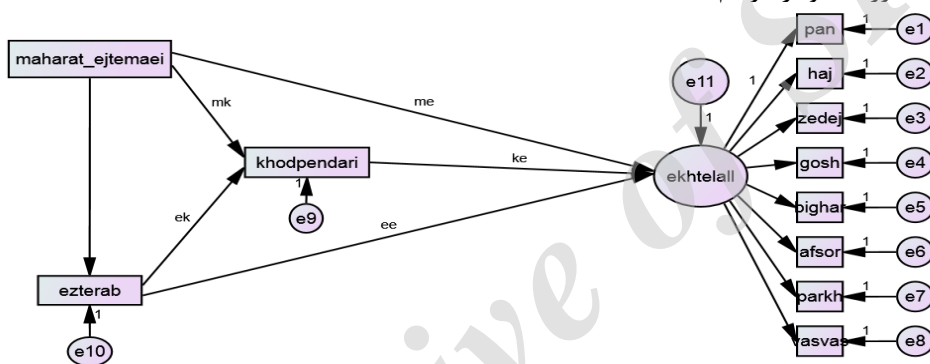 pan
1
e1
maharat_ejtemaei
haj
1
e2
e11
1
mk
me
zedej
1
e3
1
khodpendari
ke
ekhtelall
gosh
1
e4
1
e9
bighar
1
e5
ek
ee
afsor
1
e6
ezterab
parkh
1
e7
1
e10
vasvas
1
e8
ive of S